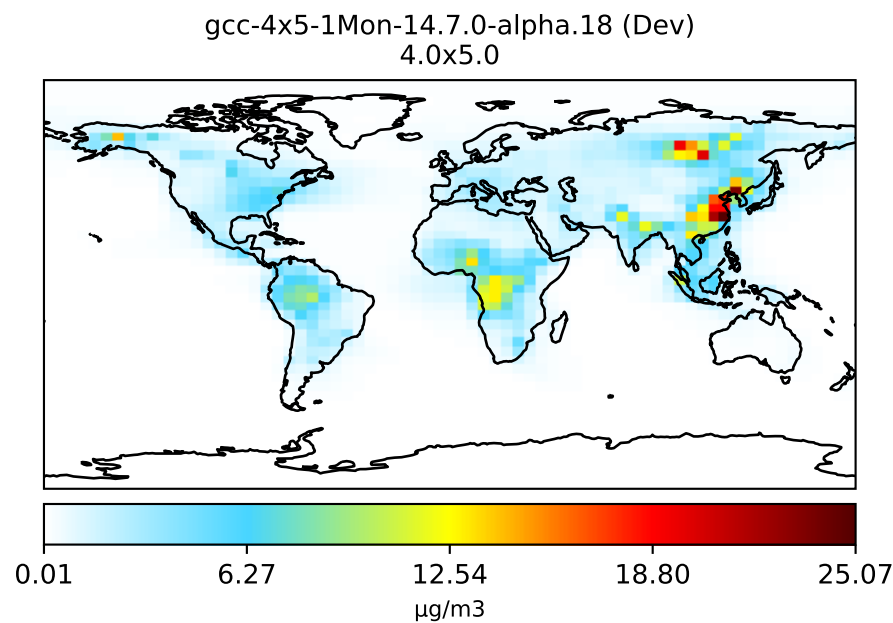 gcc-4x5-1Mon-14.7.0-alpha.18 (Dev)
4.0x5.0
0.01 6.27 12.54 18.80 25.07
μg/m3